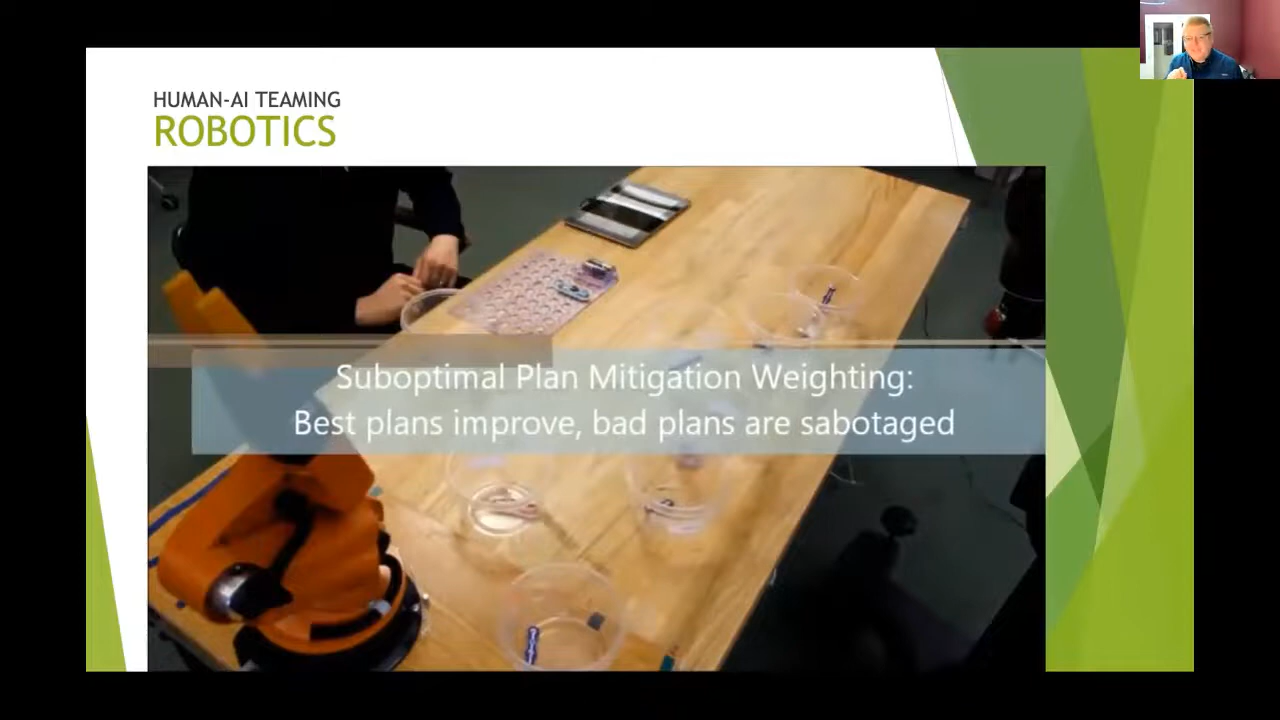 HUMAN-AI TEAMING
ROBOTICS
Suboptimal Plan Mitigation Weighting:
Best plans improve, bad plans are sabotaged